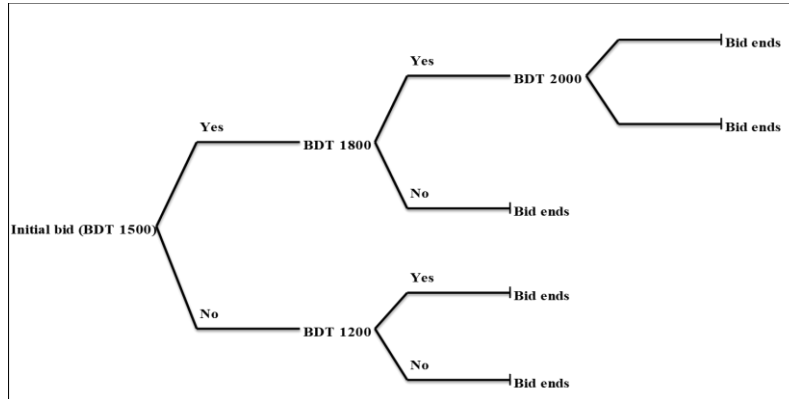 Bid ends
Yes
BDT 2000
Bid ends
Yes
BDT 1800
No
Bid ends
Initial bid (BDT 1500)
Yes
Bid ends
No
BDT 1200
No
Bid ends